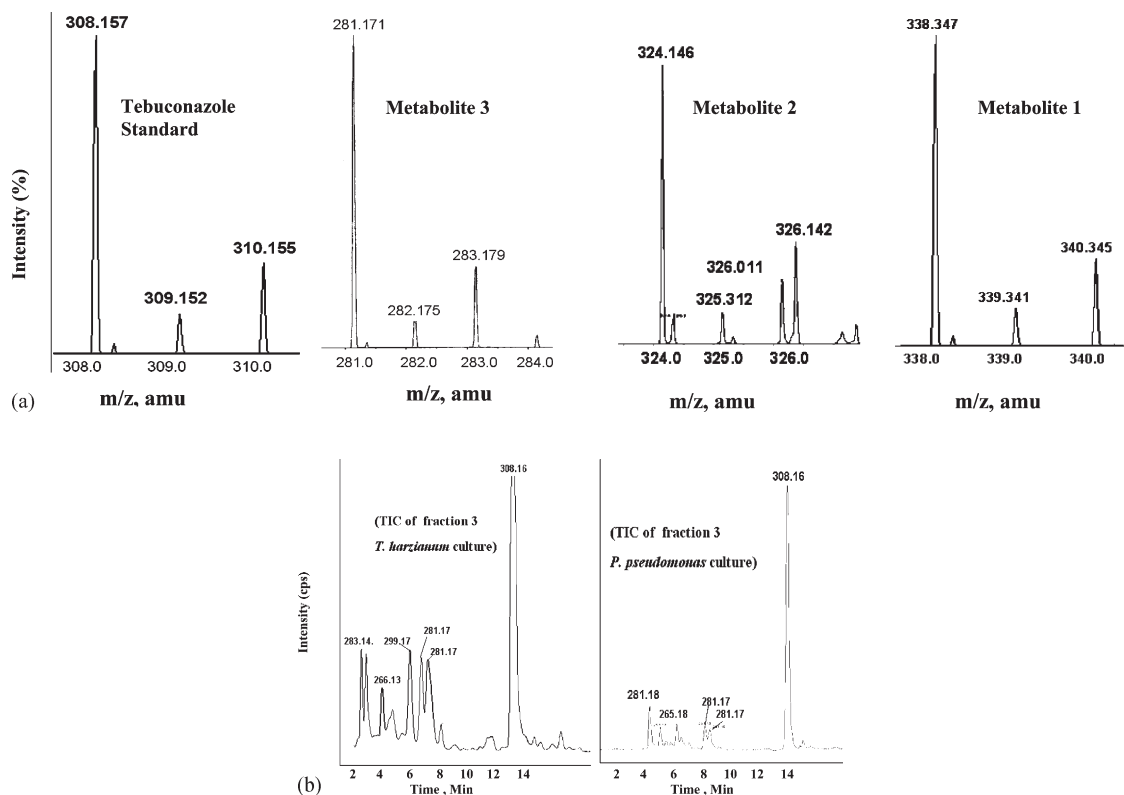 308.157
Tebuconazole
Standard
309.152
310.155
308.0
309.0
310.0
m/z, amu
Intensity (%)
281.171
Metabolite 3
282.175
283.179
281.0
282.0
283.0
284.0
m/z, amu
324.146
Metabolite 2
326.142
326.011
325.312
324.0
325.0
326.0
m/z, amu
338.347
Metabolite 1
340.345
339.341
338.0
339.0
340.0
m/z, amu
(a)
308.16
(TIC of fraction 3
T. harzianum culture)
283.14.
299.17
281.17
281.17
266.13
2 4 6 8 10 12 14
Time , Min
Intensity (cps)
308.16
(TIC of fraction 3
P. pseudomonas culture)
281.18
265.18
281.17
281.17
2 4 6 8 10 12 14
Time , Min
(b)